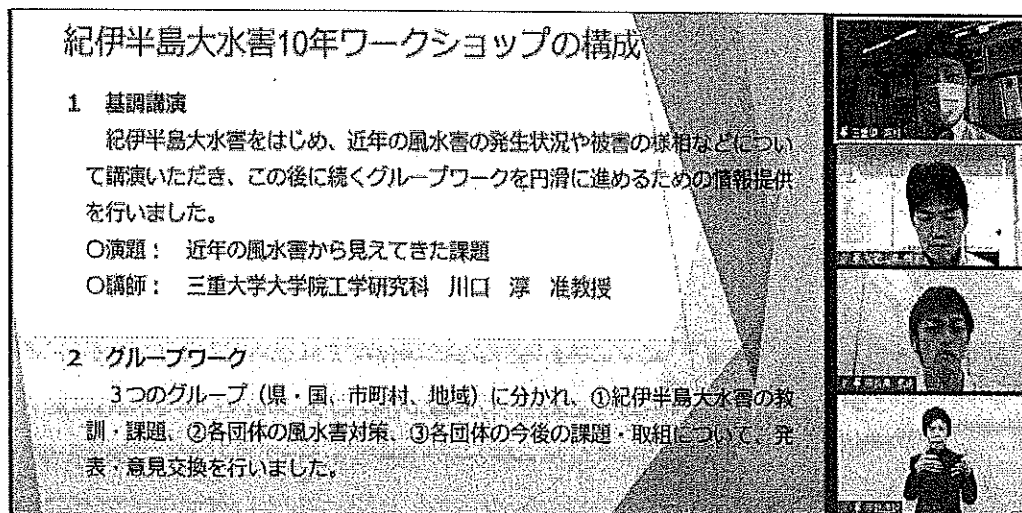 紀伊半島大水害10年ワークショップの構成
1 基調講演
紀伊半島大水害をはじめ、近年の風水害の発生状況や被害の様相などについ
て講演いただき、この後に続くグループワークを円滑に進めるための情報提供
を行いました。
〇演題： 近年の風水害から見えてきた課題
〇講師： 三重大学大学院工学研究科 川口 淳 准教授
2 グループワーク
3つのグループ（県・国、市町村、地域）に分かれ、①紀伊半島大水害の教
訓・課題、②各団体の風水害対策、③各団体の今後の課題・取組について、発
表・意見交換を行いました。